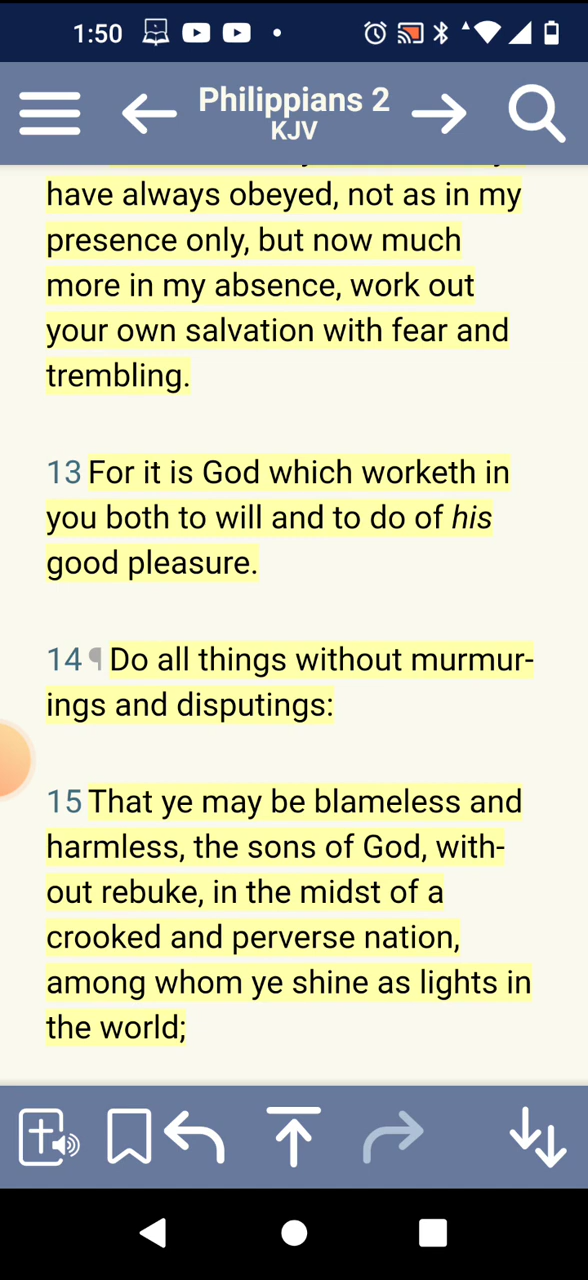 1:50
Philippians 2
KJV
have always obeyed, not as in my
presence only, but now much
more in my absence, work out
your own salvation with fear and
trembling.
13 For it is God which worketh in
you both to will and to do of his
good pleasure.
14 ¶ Do all things without murmur-
ings and disputings:
15 That ye may be blameless and
harmless, the sons of God, with-
out rebuke, in the midst of a
crooked and perverse nation,
among whom ye shine as lights in
the world;